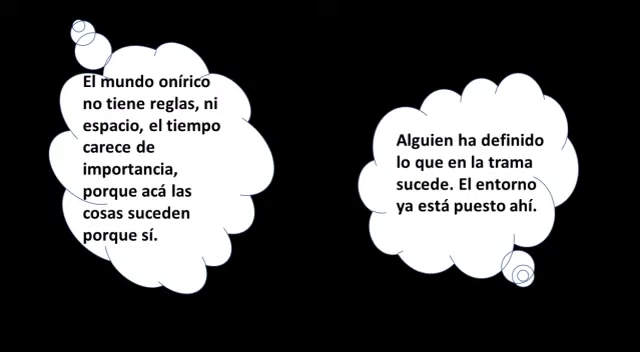 El mundo onírico
no tiene reglas, ni
espacio, el tiempo
carece de
importancia,
porque acá las
cosas suceden
porque sí.
Alguien ha definido
lo que en la trama
sucede. El entorno
ya está puesto ahí.